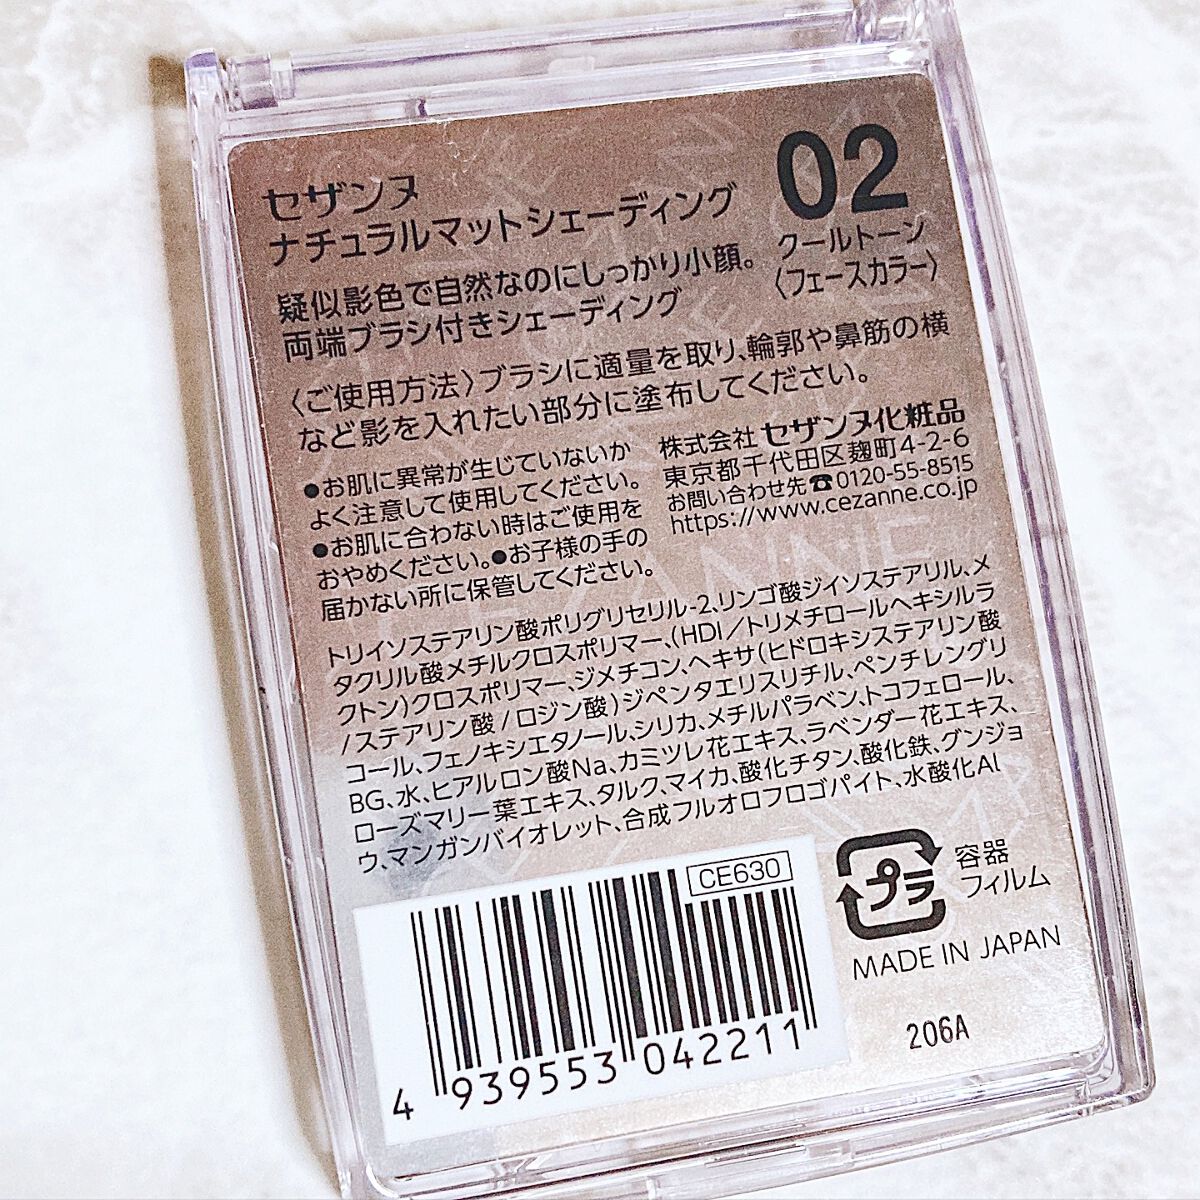 セザンヌ
ナチュラルマットシェーディング
02
クールトーン
〈フェースカラー〉
疑似影色で自然なのにしっかり小顔。
両端ブラシ付きシェーディング
〈ご使用方法〉ブラシに適量を取り、輪郭や鼻筋の横
など影を入れたい部分に塗布してください。
●お肌に異常が生じていないか
よく注意して使用してください。
●お肌に合わない時はご使用を
おやめください。●お子様の手の
届かない所に保管してください。
株式会社 セザンヌ化粧品
東京都千代田区麹町4-2-6
お問い合わせ先☎0120-55-8515
https://www.cezanne.co.jp
トリイソステアリン酸ポリグリセリル-2、リンゴ酸ジイソステアリル、メ
タクリル酸メチルクロスポリマー、(HDI/トリメチロールヘキシルラ
クトン)クロスポリマー、ジメチコン、ヘキサ(ヒドロキシステアリン酸
/ステアリン酸/ロジン酸)ジペンタエリスリチル、ペンチレングリ
コール、フェノキシエタノール、シリカ、メチルパラベン、トコフェロール、
BG、水、ヒアルロン酸Na、カミツレ花エキス、ラベンダー花エキス、
ローズマリー葉エキス、タルク、マイカ、酸化チタン、酸化鉄、グンジョ
ウ、マンガンバイオレット、合成フルオロフロゴパイト、水酸化Al
CE630
4 939553 042211
プラ
容器
フィルム
MADE IN JAPAN
206A